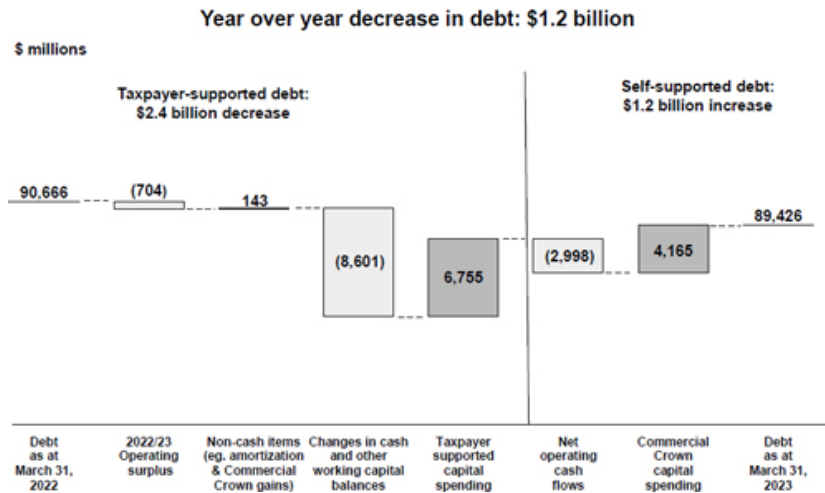 Year over year decrease in debt: $1.2 billion
$ millions
Taxpayer-supported debt:
$2.4 billion decrease
Self-supported debt:
$1.2 billion increase
90,666
(704)
143
(8,601)
6,755
(2,998)
4,165
89,426
Debt
as at
March 31,
2022
2022/23
Operating
surplus
Non-cash items
(eg. amortization
& Commercial
Crown gains)
Changes in cash
and other
working capital
balances
Taxpayer
supported
capital
spending
Net
operating
cash
flows
Commercial
Crown
capital
spending
Debt
as at
March 31,
2023